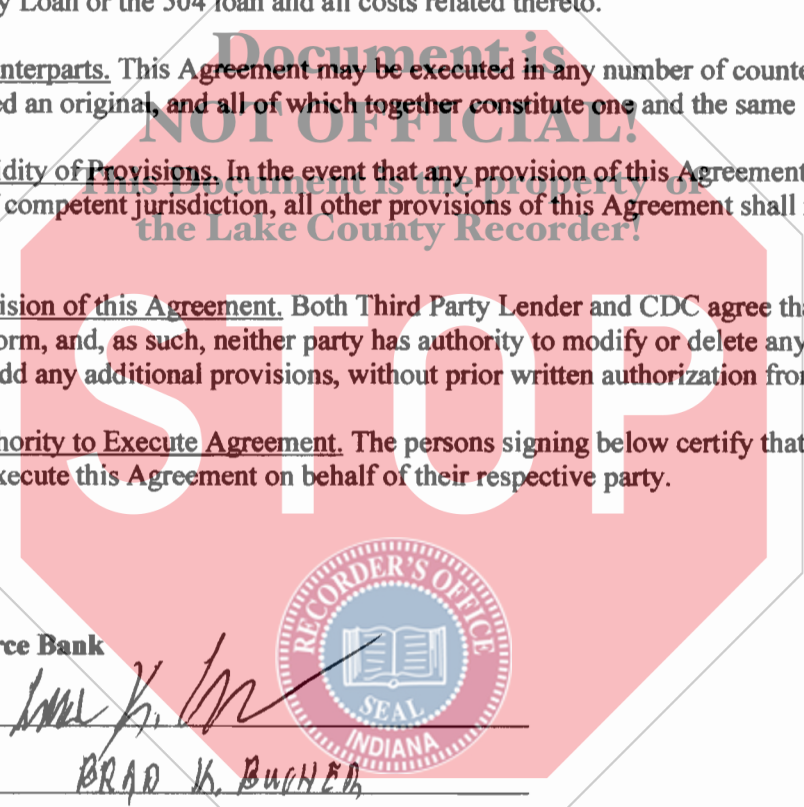 y Loan or the 504 loan and all costs related thereto.
Document is
nterparts. This Agreement may be executed in any number of counte
ed an original, and all of which together constitute one and the same
NOT OFFICIAL!
idity of Provisions. In the event that any provision of this Agreement
This Document is the property of
f competent jurisdiction, all other provisions of this Agreement shall
the Lake County Recorder!
ision of this Agreement. Both Third Party Lender and CDC agree tha
orm, and, as such, neither party has authority to modify or delete any
dd any additional provisions, without prior written authorization from
STOP
hority to Execute Agreement. The persons signing below certify that
xecute this Agreement on behalf of their respective party.
RECORDER'S OFFICE
SEAL
INDIANA
rce Bank
BRAD K. BUGHER